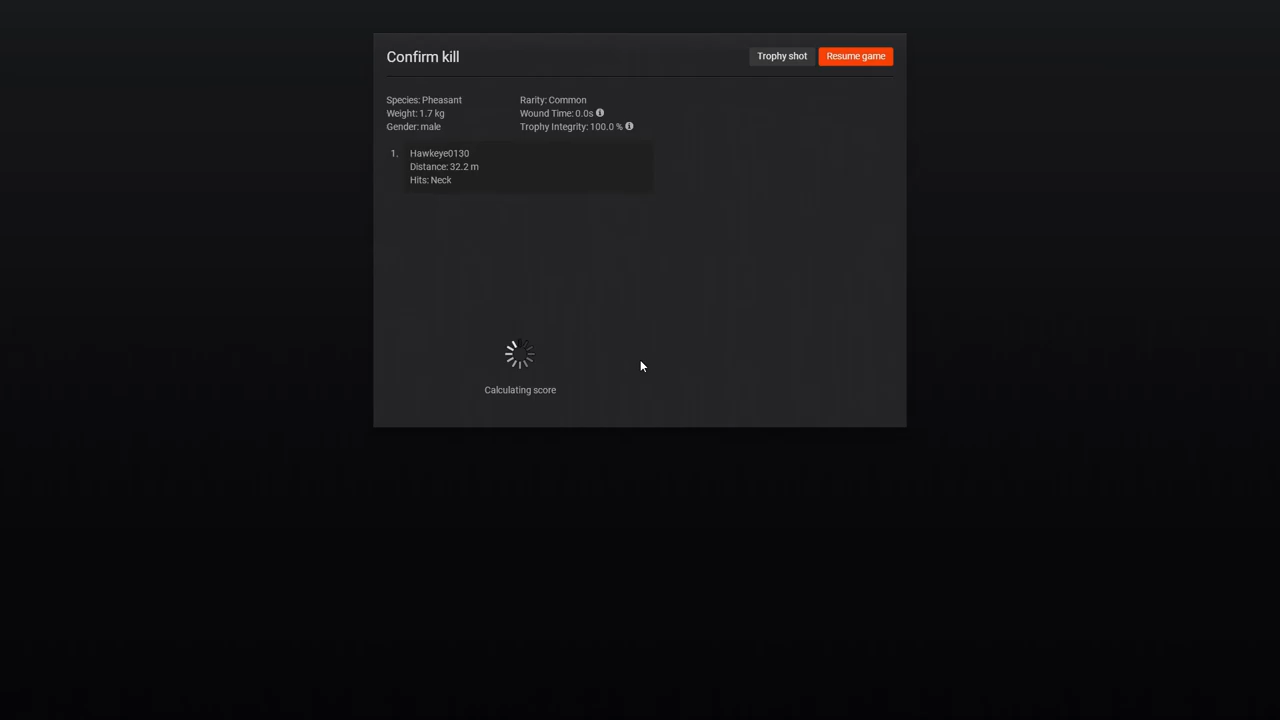 Confirm kill
Trophy shot
Resume game
Species: Pheasant
Rarity: Common
Weight: 1.7 kg
Wound Time: 0.0s
Gender: male
Trophy Integrity: 100.0 %
1. Hawkeye0130
Distance: 32.2 m
Hits: Neck
Calculating score